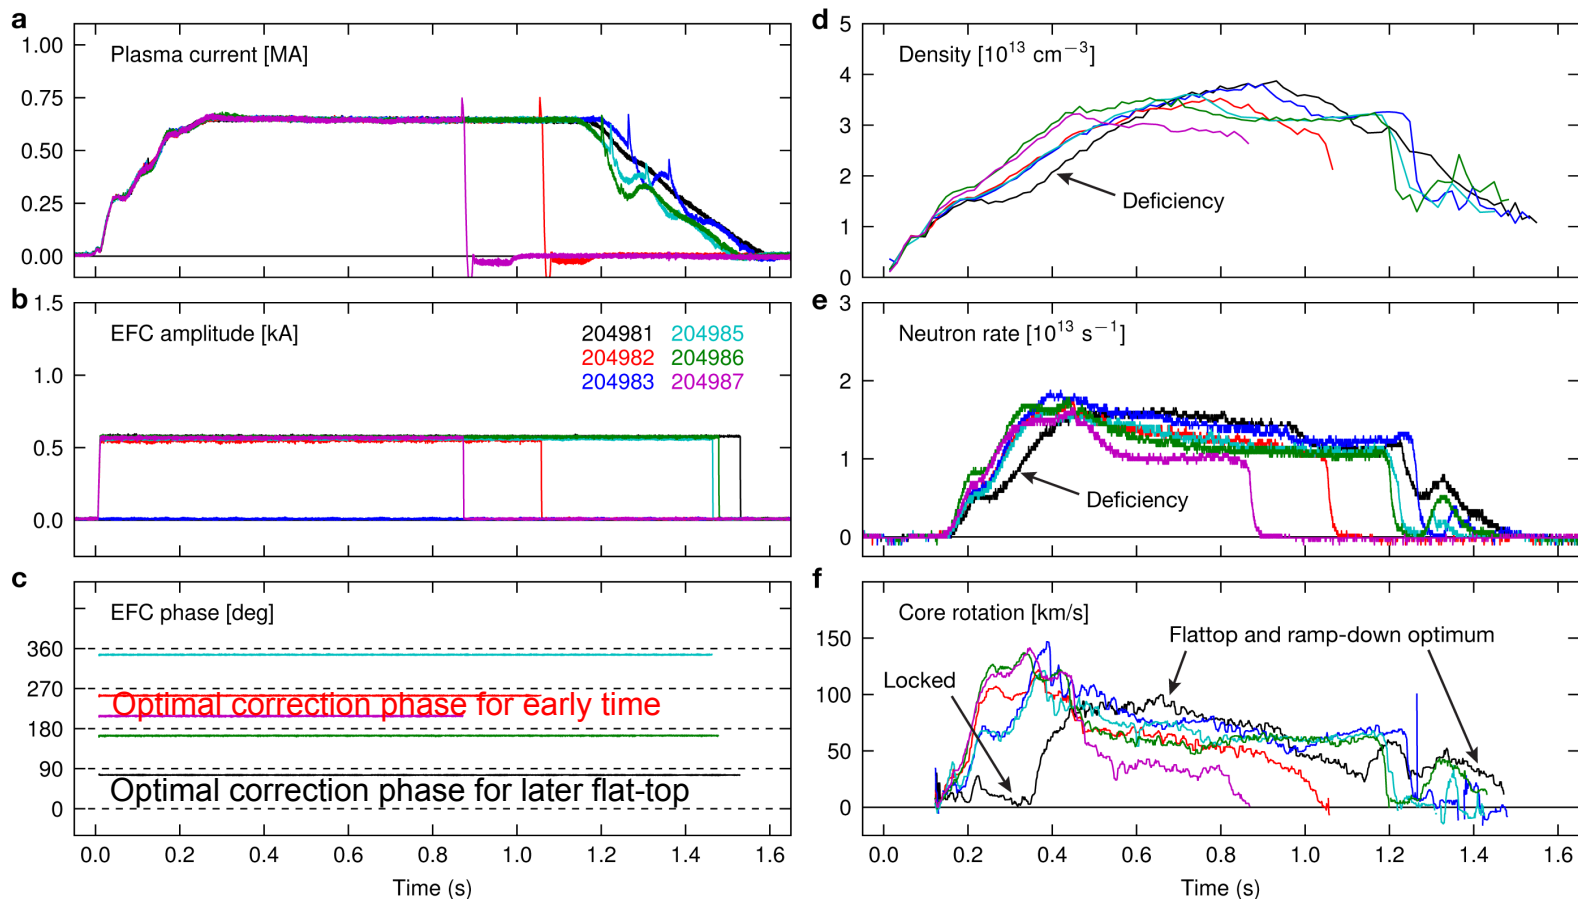 a
Plasma current [MA]
1.00
0.75
0.50
0.25
0.00
b
EFC amplitude [kA]
204981 204985
204982 204986
204983 204987
1.5
1.0
0.5
0.0
c
EFC phase [deg]
360
270
180
90
0
Optimal correction phase for early time
Optimal correction phase for later flat-top
0.0 0.2 0.4 0.6 0.8 1.0 1.2 1.4 1.6
Time (s)
d
Density [10¹³ cm⁻³]
5
4
3
2
1
0
Deficiency
e
Neutron rate [10¹³ s⁻¹]
3
2
1
0
Deficiency
f
Core rotation [km/s]
150
100
50
0
Flattop and ramp-down optimum
Locked
0.0 0.2 0.4 0.6 0.8 1.0 1.2 1.4 1.6
Time (s)